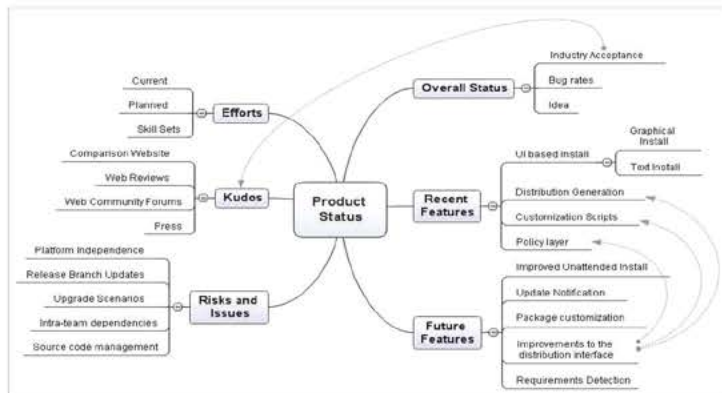 Product
Status
Efforts
Current
Planned
Skill Sets
Kudos
Comparison Website
Web Reviews
Web Community Forums
Press
Risks and
Issues
Platform Independence
Release Branch Updates
Upgrade Scenarios
Intra-team dependencies
Source code management
Overall Status
Industry Acceptance
Bug rates
Idea
Recent
Features
UI based Install
Graphical
Install
Text Install
Distribution Generation
Customization Scripts
Policy layer
Future
Features
Improved Unattended Install
Update Notification
Package customization
Improvements to the
distribution interface
Requirements Detection